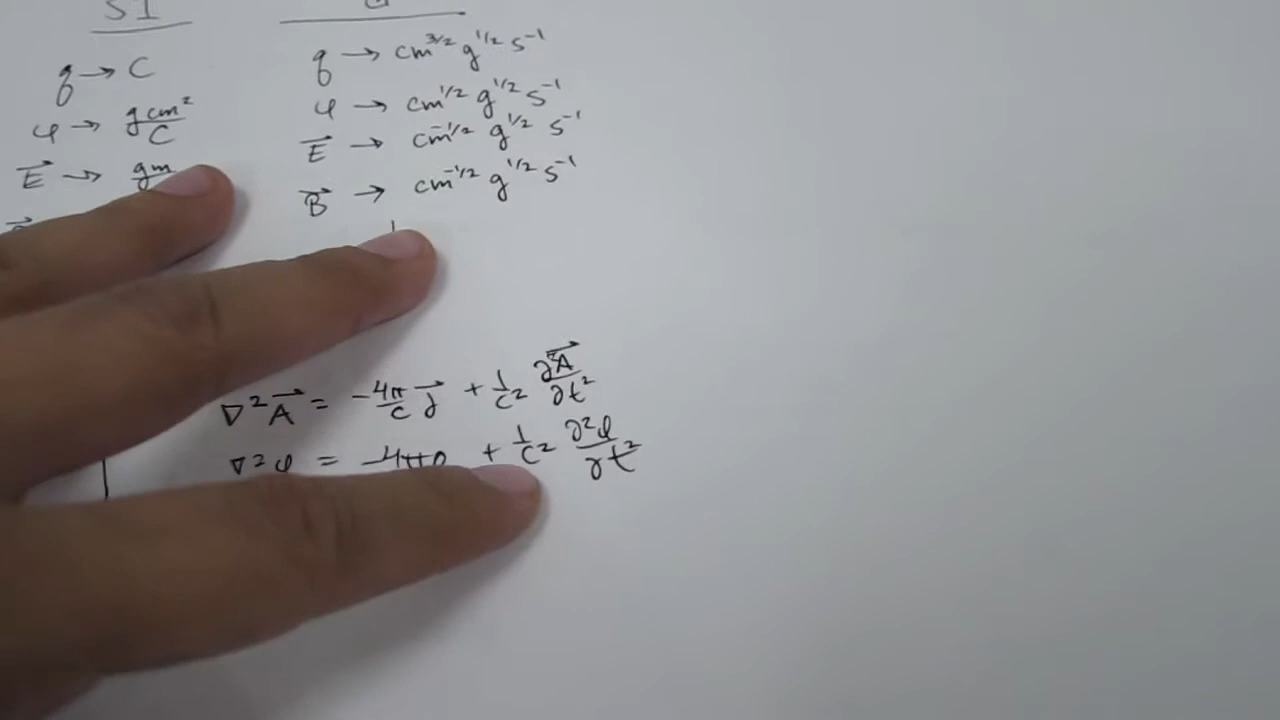 SI G
q → C
φ → g cm² / C
E⃗ → gm
q → cm^{3/2} g^{1/2} s^{-1}
φ → cm^{1/2} g^{1/2} s^{-1}
E⃗ → cm^{-1/2} g^{1/2} s^{-1}
B⃗ → cm^{-1/2} g^{1/2} s^{-1}
∇²A⃗ = -4π/c j⃗ + 1/c² ∂²A⃗/∂t²
∇²φ = -4πρ + 1/c² ∂²φ/∂t²